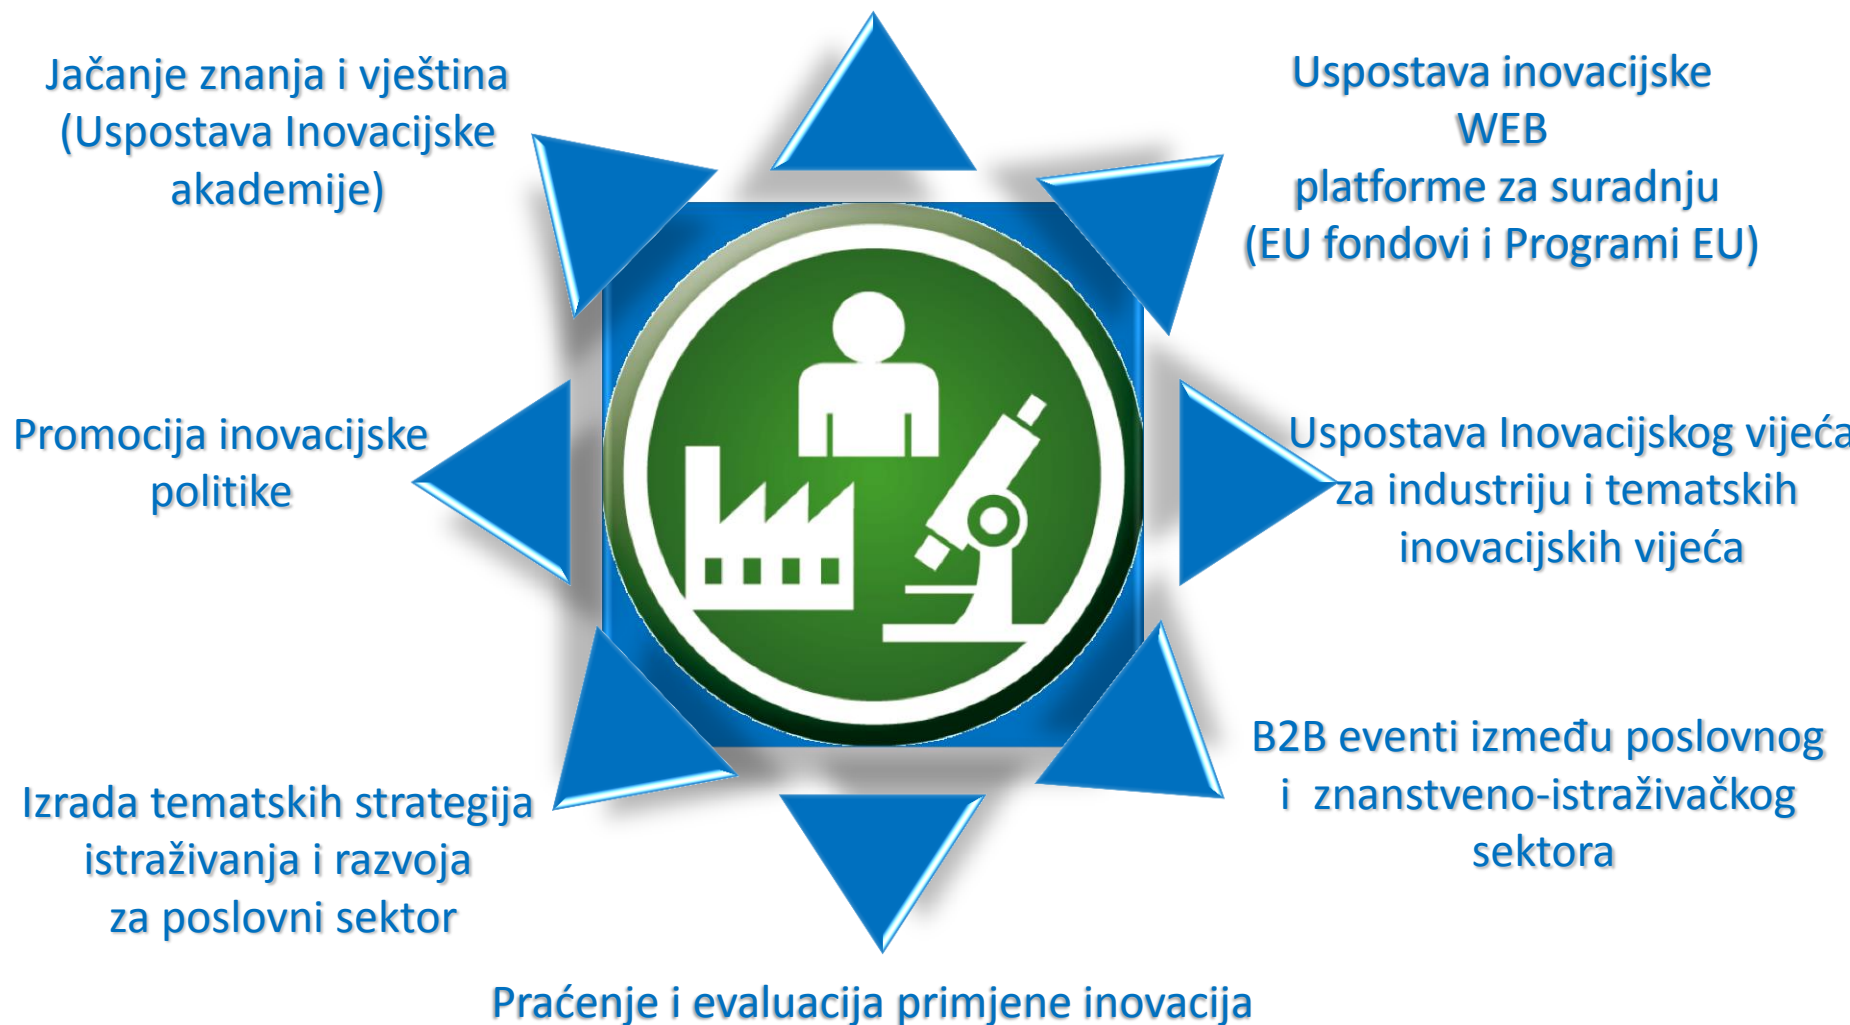 Jačanje znanja i vještina
(Uspostava Inovacijske
akademije)
Uspostava inovacijske
WEB
platforme za suradnju
(EU fondovi i Programi EU)
Promocija inovacijske
politike
Uspostava Inovacijskog vijeća
za industriju i tematskih
inovacijskih vijeća
Izrada tematskih strategija
istraživanja i razvoja
za poslovni sektor
B2B eventi između poslovnog
i znanstveno-istraživačkog
sektora
Praćenje i evaluacija primjene inovacija